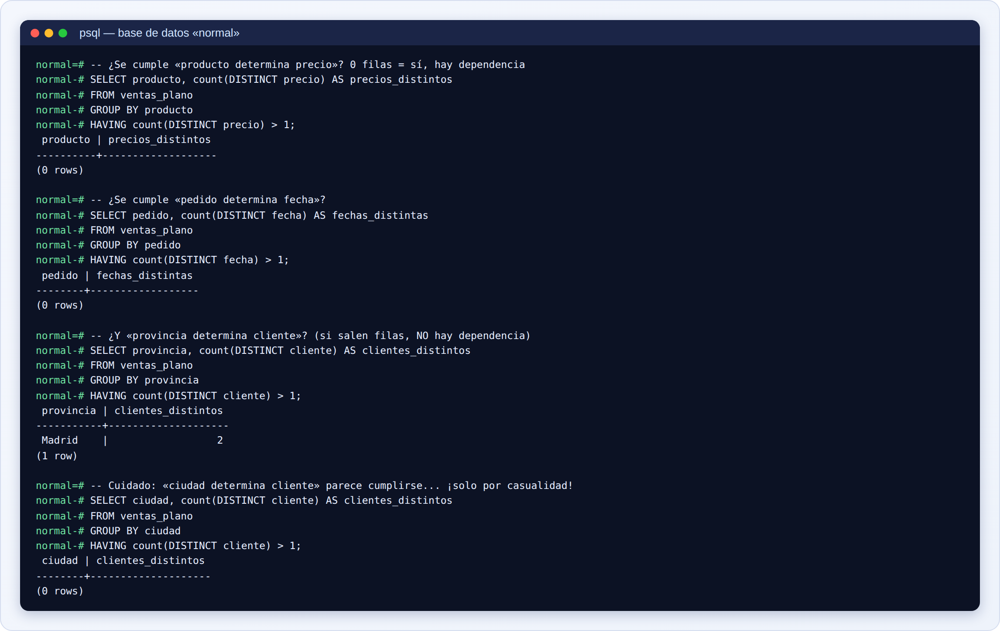 psql — base de datos «normal»
normal=# -- ¿Se cumple «producto determina precio»? 0 filas = sí, hay dependencia
normal-# SELECT producto, count(DISTINCT precio) AS precios_distintos
normal-# FROM ventas_plano
normal-# GROUP BY producto
normal-# HAVING count(DISTINCT precio) > 1;
 producto | precios_distintos
----------+-------------------
(0 rows)

normal=# -- ¿Se cumple «pedido determina fecha»?
normal-# SELECT pedido, count(DISTINCT fecha) AS fechas_distintas
normal-# FROM ventas_plano
normal-# GROUP BY pedido
normal-# HAVING count(DISTINCT fecha) > 1;
 pedido | fechas_distintas
--------+------------------
(0 rows)

normal=# -- ¿Y «provincia determina cliente»? (si salen filas, NO hay dependencia)
normal-# SELECT provincia, count(DISTINCT cliente) AS clientes_distintos
normal-# FROM ventas_plano
normal-# GROUP BY provincia
normal-# HAVING count(DISTINCT cliente) > 1;
 provincia | clientes_distintos
-----------+--------------------
 Madrid    |                  2
(1 row)

normal=# -- Cuidado: «ciudad determina cliente» parece cumplirse... ¡solo por casualidad!
normal-# SELECT ciudad, count(DISTINCT cliente) AS clientes_distintos
normal-# FROM ventas_plano
normal-# GROUP BY ciudad
normal-# HAVING count(DISTINCT cliente) > 1;
 ciudad | clientes_distintos
--------+--------------------
(0 rows)